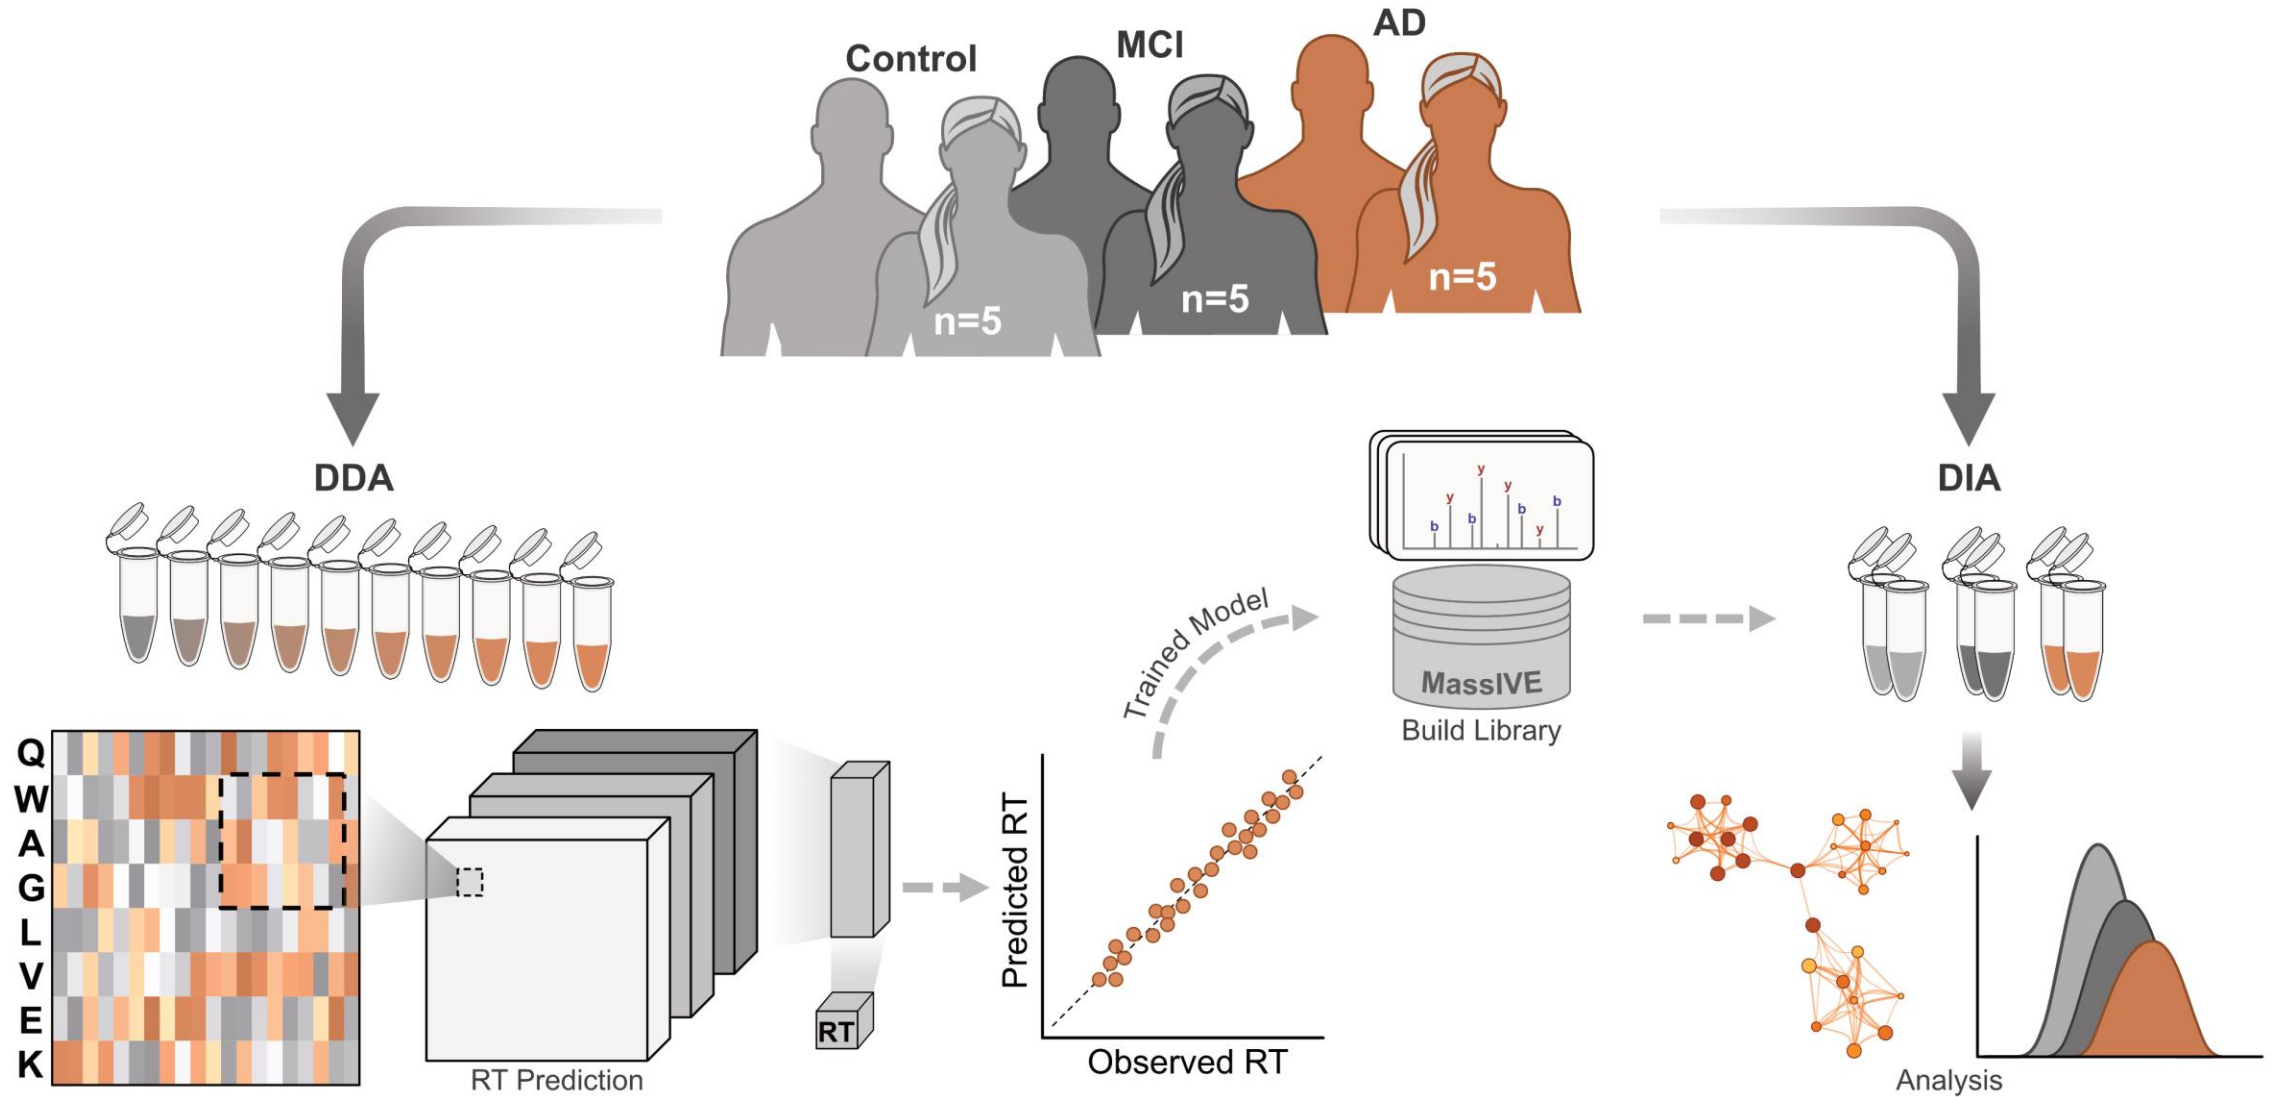 Control
MCI
AD
n=5
n=5
n=5
DDA
DIA
b
y
b
y
y
b
y
b
MassIVE
Build Library
Trained Model
Q
W
A
G
L
V
E
K
RT Prediction
RT
Predicted RT
Observed RT
Analysis